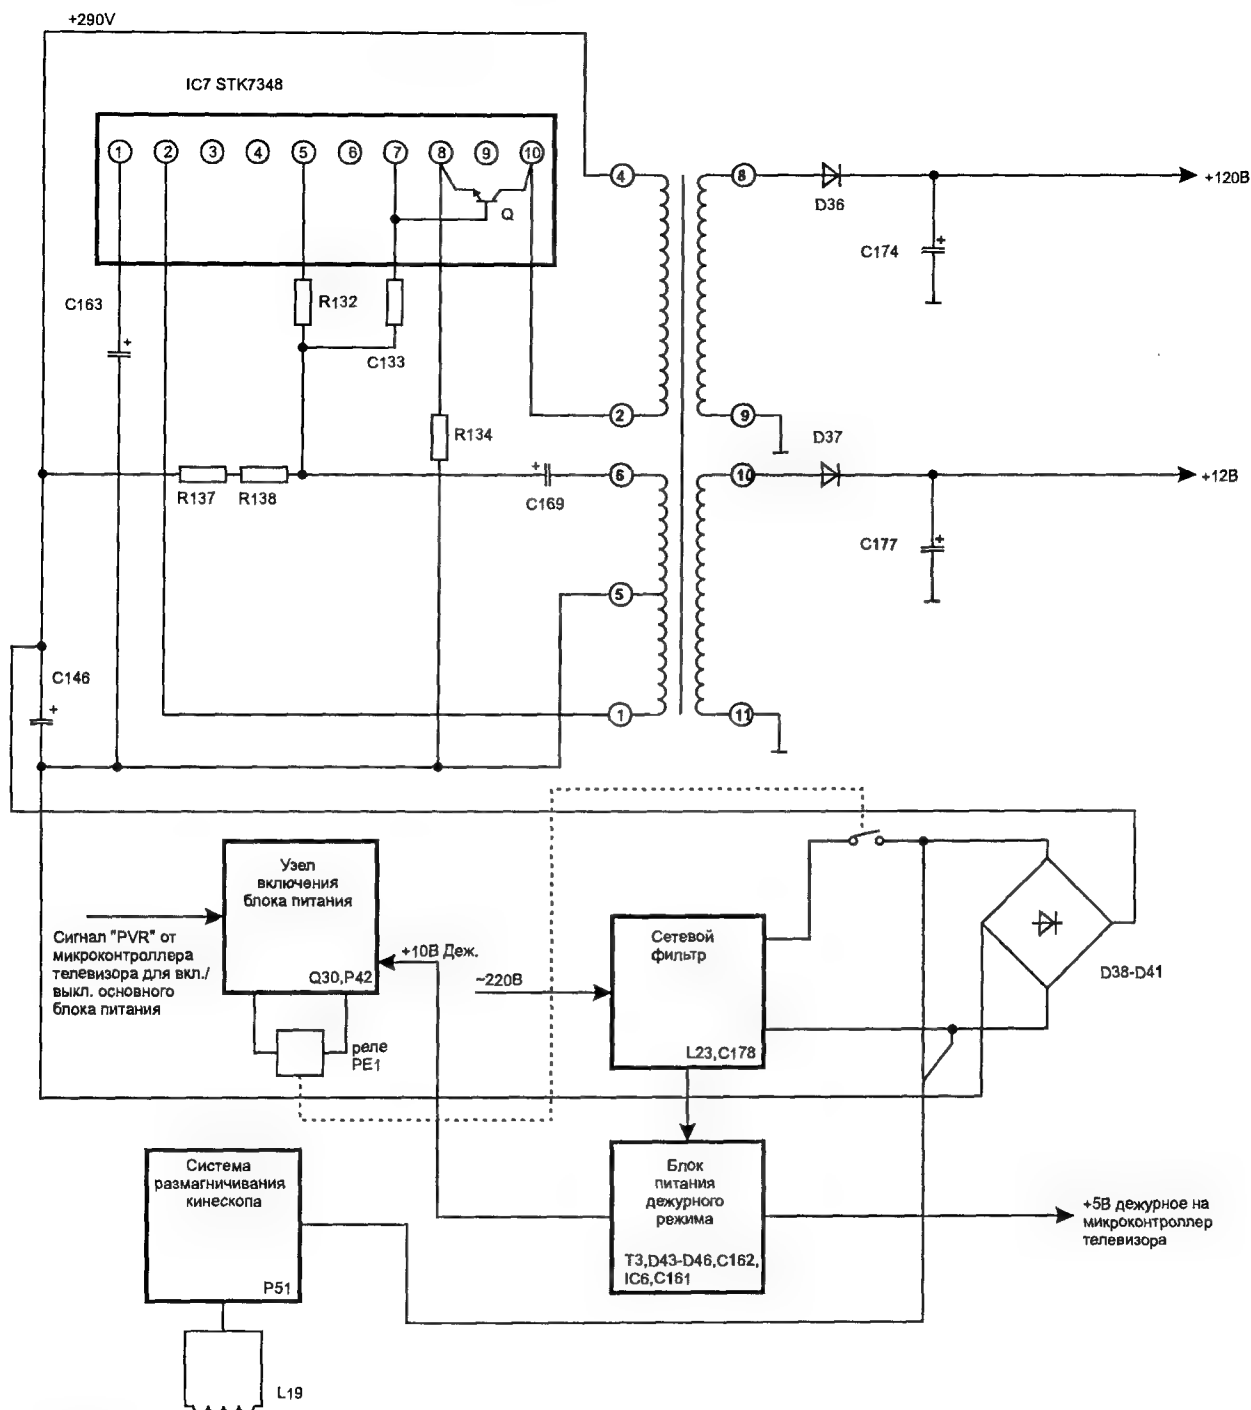 +290V
IC7 STK7348
1 2 3 4 5 6 7 8 9 10
Q
4
8
D36
+120В
C174
+
C163
+
R132
C133
R134
2
9
D37
R137
R138
+
C169
6
10
+12В
C177
+
5
C146
+
1
11
Узел
включения
блока питания
Q30,P42
Сигнал "PVR" от
микроконтроллера
телевизора для вкл./
выкл. основного
блока питания
+10В Деж.
~220В
реле
PE1
Сетевой
фильтр
L23,C178
D38-D41
Система
размагничивания
кинескопа
P51
Блок
питания
дежурного
режима
T3,D43-D46,C162,
IC6,C161
+5В дежурное на
микроконтроллер
телевизора
L19